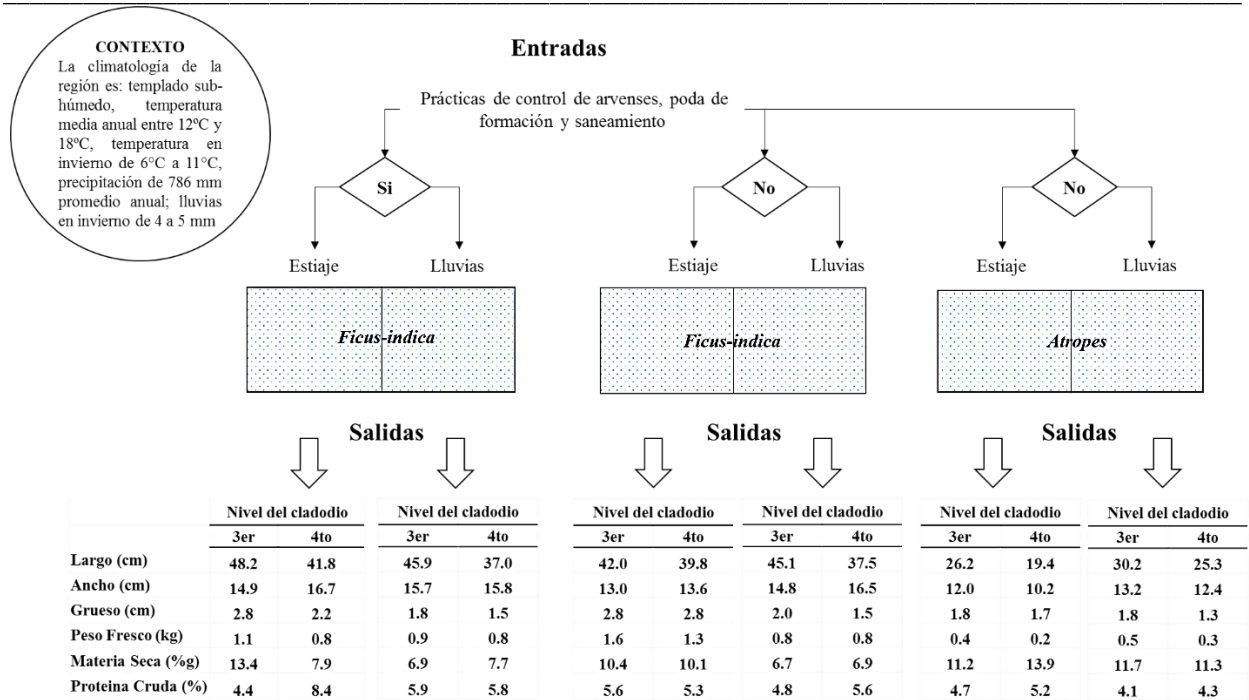 CONTEXTO
La climatología de la
región es: templado sub-
húmedo, temperatura
media anual entre 12°C y
18°C, temperatura en
invierno de 6°C a 11°C,
precipitación de 786 mm
promedio anual; lluvias
en invierno de 4 a 5 mm
Entradas
Prácticas de control de arvenses, poda de
formación y saneamiento
Si No No
Estiaje Lluvias Estiaje Lluvias Estiaje Lluvias
Ficus-indica Ficus-indica Atropes
Salidas Salidas Salidas
Nivel del cladodio Nivel del cladodio Nivel del cladodio Nivel del cladodio Nivel del cladodio Nivel del cladodio
3er 4to 3er 4to 3er 4to 3er 4to 3er 4to 3er 4to
Largo (cm) 48.2 41.8 45.9 37.0 42.0 39.8 45.1 37.5 26.2 19.4 30.2 25.3
Ancho (cm) 14.9 16.7 15.7 15.8 13.0 13.6 14.8 16.5 12.0 10.2 13.2 12.4
Grueso (cm) 2.8 2.2 1.8 1.5 2.8 2.8 2.0 1.5 1.8 1.7 1.8 1.3
Peso Fresco (kg) 1.1 0.8 0.9 0.8 1.6 1.3 0.8 0.8 0.4 0.2 0.5 0.3
Materia Seca (%g) 13.4 7.9 6.9 7.7 10.4 10.1 6.7 6.9 11.2 13.9 11.7 11.3
Proteina Cruda (%) 4.4 8.4 5.9 5.8 5.6 5.3 4.8 5.6 4.7 5.2 4.1 4.3